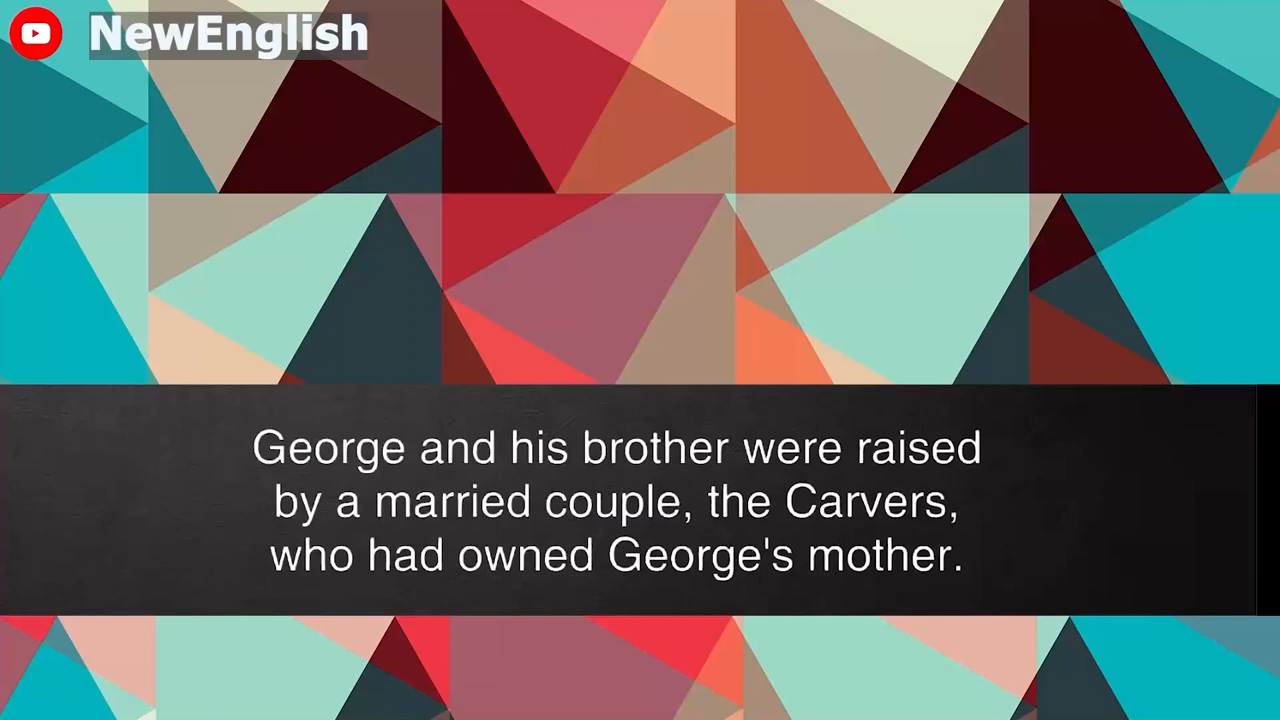 NewEnglish
George and his brother were raised
by a married couple, the Carvers,
who had owned George's mother.